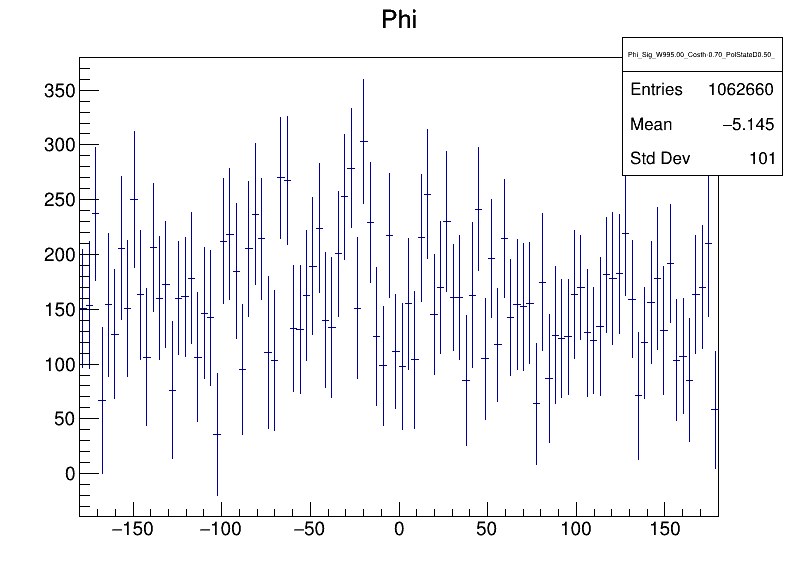 Phi
Phi_Sig_W995.00_Costh-0.70_PolStateD0.50_
Entries 1062660
Mean −5.145
Std Dev 101
350
300
250
200
150
100
50
0
−150 −100 −50 0 50 100 150